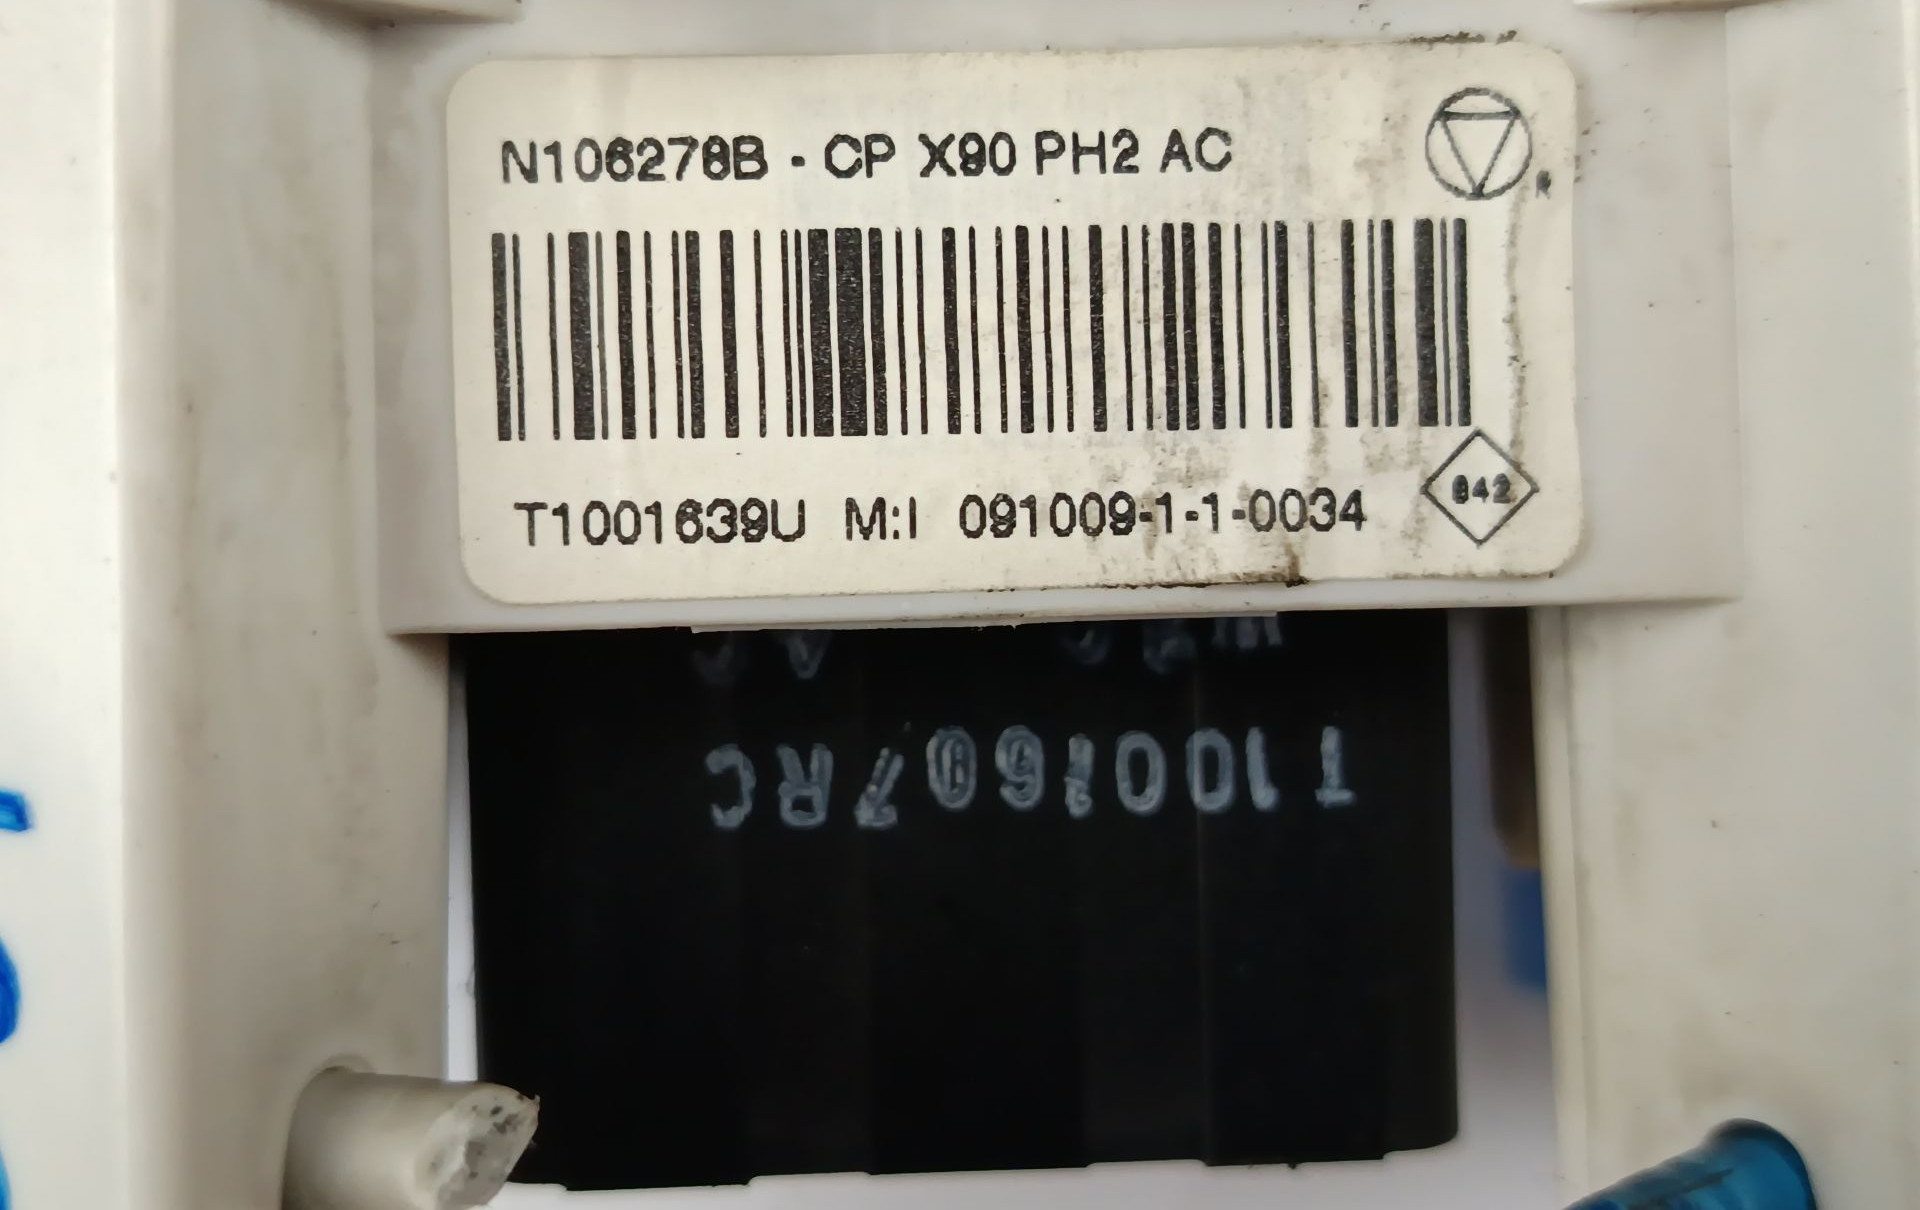 N106278B - CP X90 PH2 AC
R
T1001639U M:I 091009-1-1-0034
842
T1001607RC